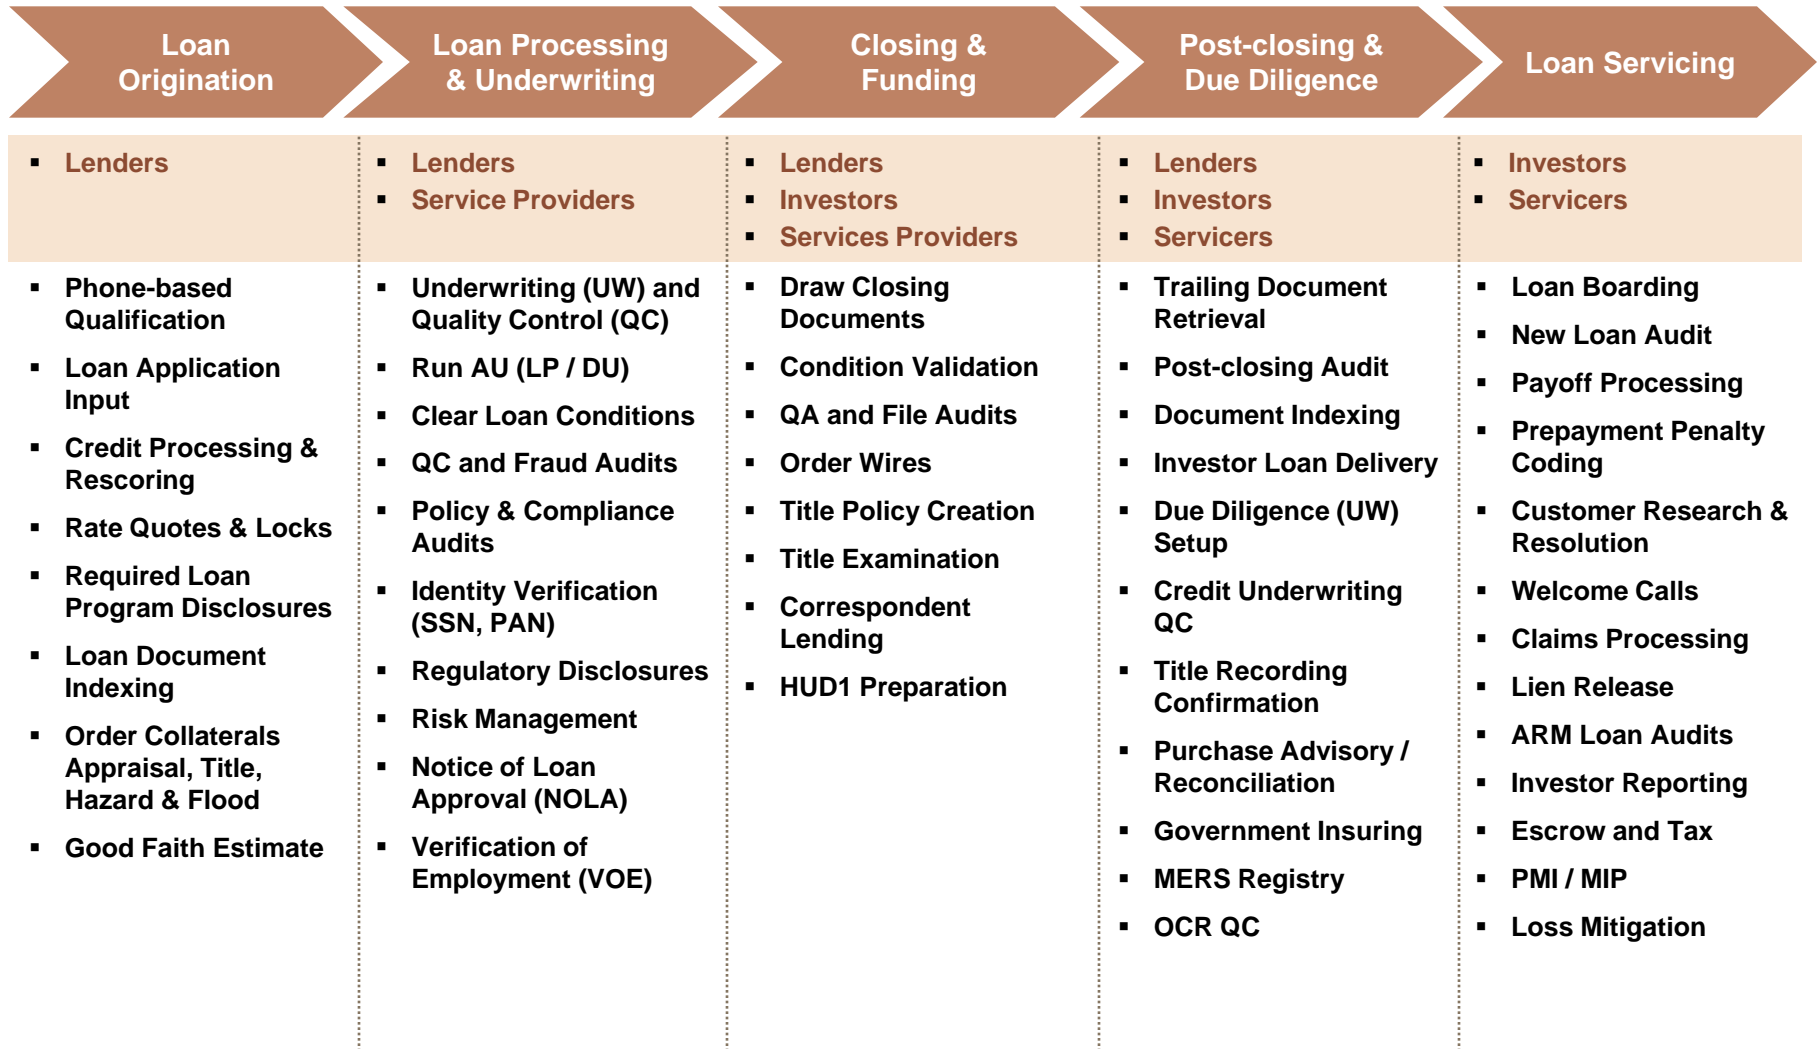 Loan
Origination
Loan Processing
& Underwriting
Closing &
Funding
Post-closing &
Due Diligence
Loan Servicing
▪ Lenders
▪ Lenders
▪ Service Providers
▪ Lenders
▪ Investors
▪ Services Providers
▪ Lenders
▪ Investors
▪ Servicers
▪ Investors
▪ Servicers
▪ Phone-based
Qualification
▪ Loan Application
Input
▪ Credit Processing &
Rescoring
▪ Rate Quotes & Locks
▪ Required Loan
Program Disclosures
▪ Loan Document
Indexing
▪ Order Collaterals
Appraisal, Title,
Hazard & Flood
▪ Good Faith Estimate
▪ Underwriting (UW) and
Quality Control (QC)
▪ Run AU (LP / DU)
▪ Clear Loan Conditions
▪ QC and Fraud Audits
▪ Policy & Compliance
Audits
▪ Identity Verification
(SSN, PAN)
▪ Regulatory Disclosures
▪ Risk Management
▪ Notice of Loan
Approval (NOLA)
▪ Verification of
Employment (VOE)
▪ Draw Closing
Documents
▪ Condition Validation
▪ QA and File Audits
▪ Order Wires
▪ Title Policy Creation
▪ Title Examination
▪ Correspondent
Lending
▪ HUD1 Preparation
▪ Trailing Document
Retrieval
▪ Post-closing Audit
▪ Document Indexing
▪ Investor Loan Delivery
▪ Due Diligence (UW)
Setup
▪ Credit Underwriting
QC
▪ Title Recording
Confirmation
▪ Purchase Advisory /
Reconciliation
▪ Government Insuring
▪ MERS Registry
▪ OCR QC
▪ Loan Boarding
▪ New Loan Audit
▪ Payoff Processing
▪ Prepayment Penalty
Coding
▪ Customer Research &
Resolution
▪ Welcome Calls
▪ Claims Processing
▪ Lien Release
▪ ARM Loan Audits
▪ Investor Reporting
▪ Escrow and Tax
▪ PMI / MIP
▪ Loss Mitigation